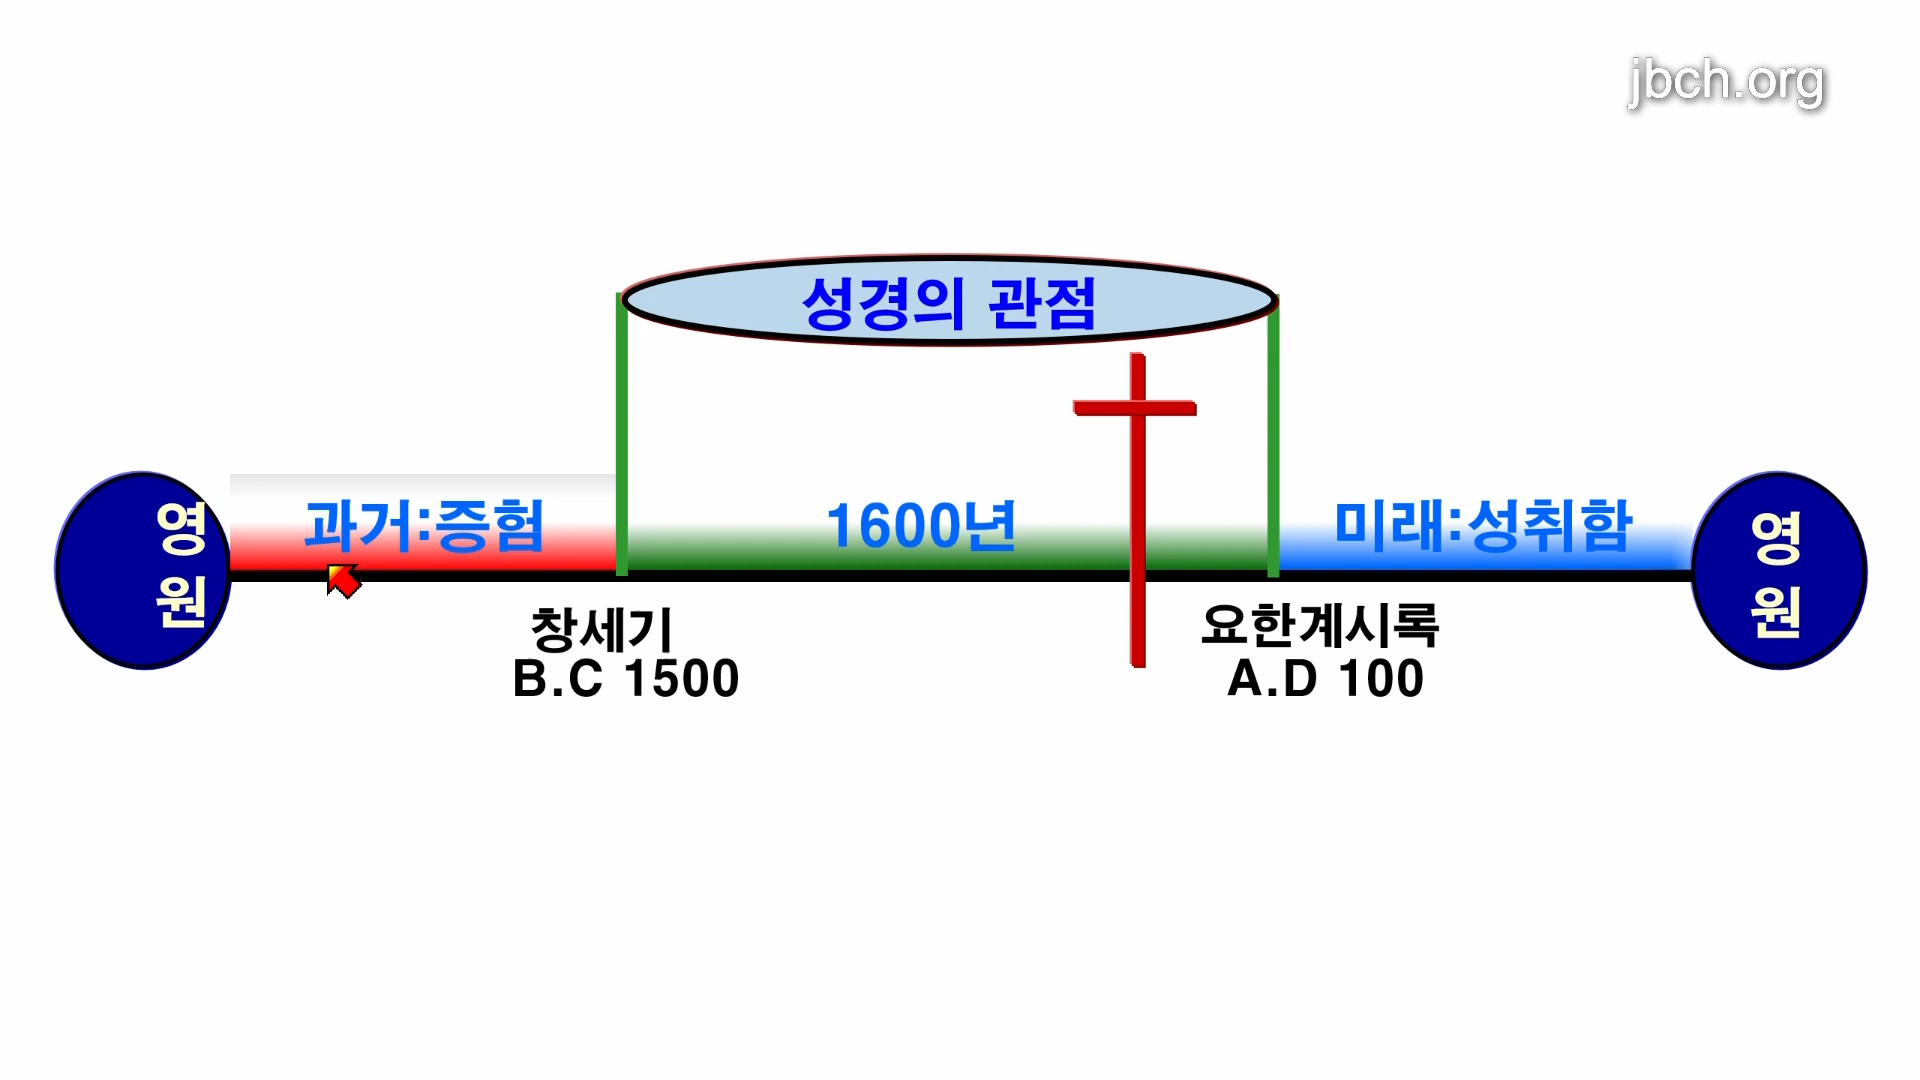 jbch.org
성경의 관점
영
원
과거:증험
1600년
미래:성취함
영
원
창세기
B.C 1500
요한계시록
A.D 100